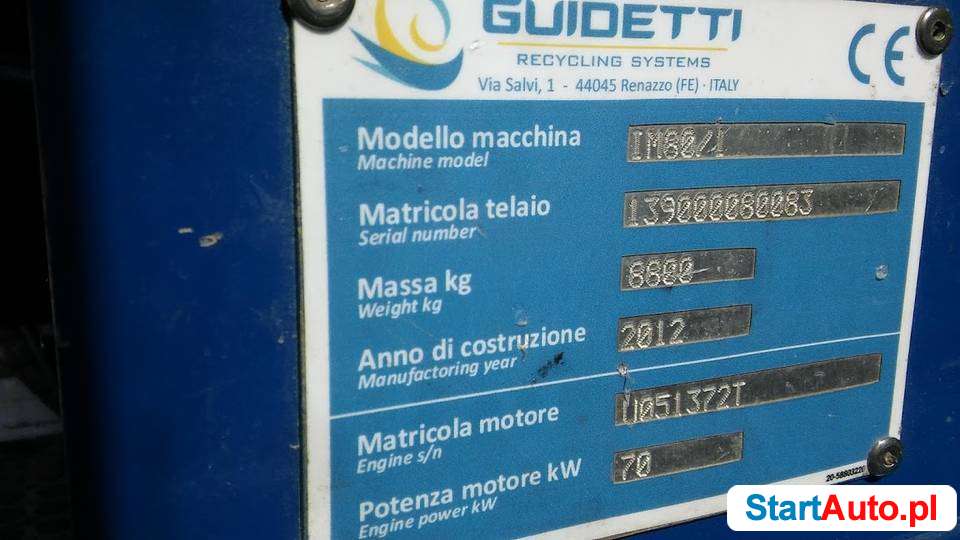 GUIDETTI
RECYCLING SYSTEMS
Via Salvi, 1 - 44045 Renazzo (FE) · ITALY
CE
Modello macchina
Machine model
IM80/I
Matricola telaio
Serial number
139000080083
Massa kg
Weight kg
8800
Anno di costruzione
Manufactoring year
2012
Matricola motore
Engine s/n
U051372T
Potenza motore kW
Engine power kW
70
20-58803220
StartAuto.pl